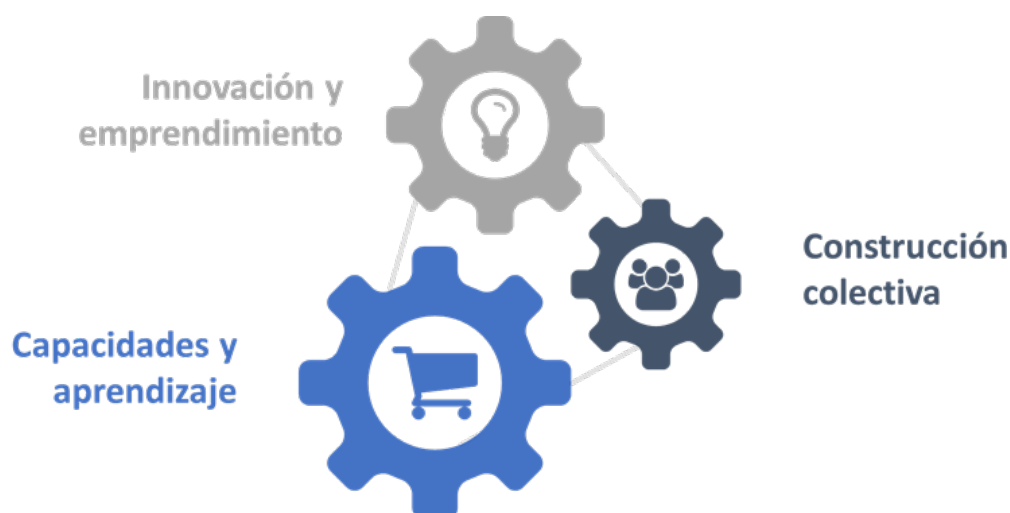 Innovación y
emprendimiento
Construcción
colectiva
Capacidades y
aprendizaje